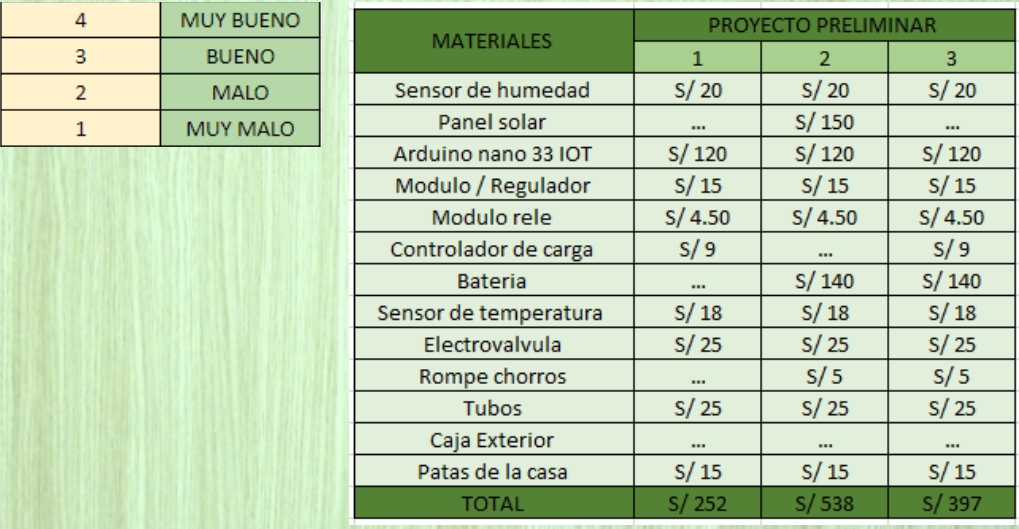 4 MUY BUENO
3 BUENO
2 MALO
1 MUY MALO
MATERIALES PROYECTO PRELIMINAR
1 2 3
Sensor de humedad S/ 20 S/ 20 S/ 20
Panel solar ... S/ 150 ...
Arduino nano 33 IOT S/ 120 S/ 120 S/ 120
Modulo / Regulador S/ 15 S/ 15 S/ 15
Modulo rele S/ 4.50 S/ 4.50 S/ 4.50
Controlador de carga S/ 9 ... S/ 9
Bateria ... S/ 140 S/ 140
Sensor de temperatura S/ 18 S/ 18 S/ 18
Electrovalvula S/ 25 S/ 25 S/ 25
Rompe chorros ... S/ 5 S/ 5
Tubos S/ 25 S/ 25 S/ 25
Caja Exterior ... ... ...
Patas de la casa S/ 15 S/ 15 S/ 15
TOTAL S/ 252 S/ 538 S/ 397